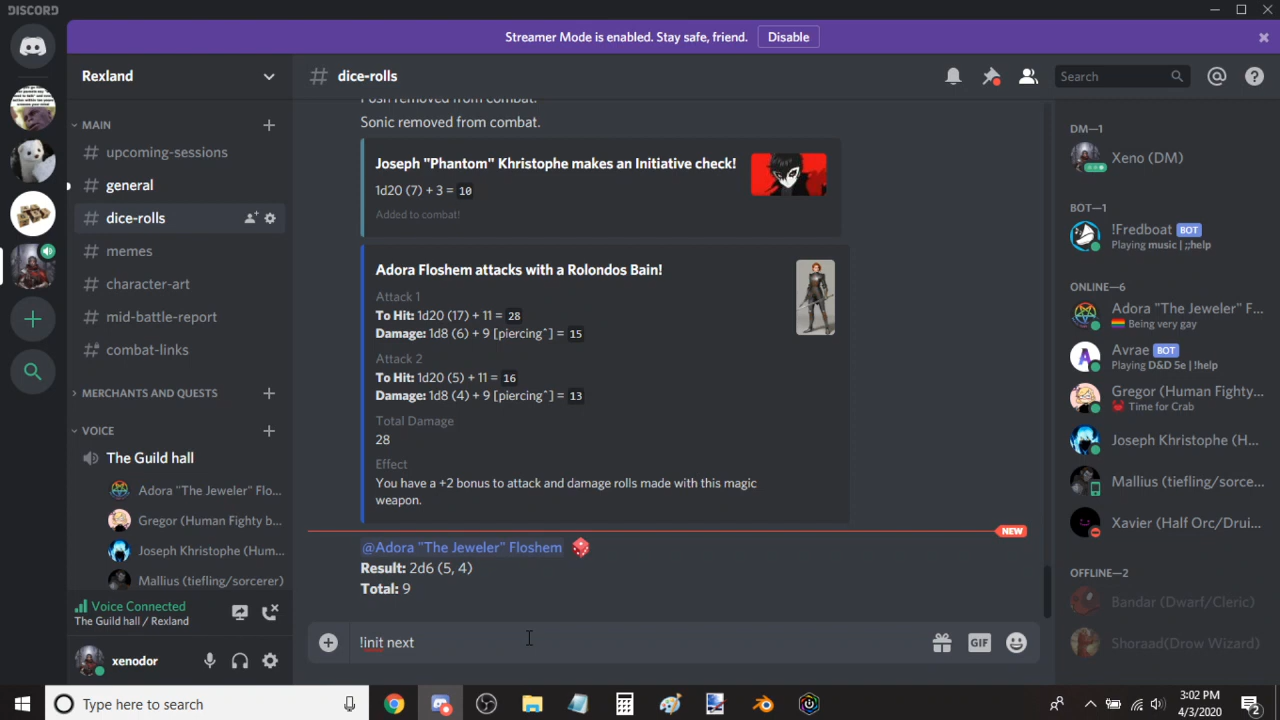 DISCORD
Streamer Mode is enabled. Stay safe, friend.
Disable
Rexland
MAIN
upcoming-sessions
general
dice-rolls
memes
character-art
mid-battle-report
combat-links
MERCHANTS AND QUESTS
VOICE
The Guild hall
Adora "The Jeweler" Flo...
Gregor (Human Fighty b...
Joseph Khristophe (Hum...
Mallius (tiefling/sorcerer)
Voice Connected
The Guild hall / Rexland
xenodor
# dice-rolls
Search
removed from combat.
Sonic removed from combat.
Joseph "Phantom" Khristophe makes an Initiative check!
1d20 (7) + 3 = 10
Added to combat!
Adora Floshem attacks with a Rolondos Bain!
Attack 1
To Hit: 1d20 (17) + 11 = 28
Damage: 1d8 (6) + 9 [piercing^] = 15
Attack 2
To Hit: 1d20 (5) + 11 = 16
Damage: 1d8 (4) + 9 [piercing^] = 13
Total Damage
28
Effect
You have a +2 bonus to attack and damage rolls made with this magic
weapon.
NEW
@Adora "The Jeweler" Floshem
Result: 2d6 (5, 4)
Total: 9
!init next
GIF
DM—1
Xeno (DM)
BOT—1
!Fredboat BOT
Playing music | ;;help
ONLINE—6
Adora "The Jeweler" F...
Being very gay
Avrae BOT
Playing D&D 5e | !help
Gregor (Human Fighty...
Time for Crab
Joseph Khristophe (H...
Mallius (tiefling/sorce...
Xavier (Half Orc/Drui...
OFFLINE—2
Bandar (Dwarf/Cleric)
Shoraad(Drow Wizard)
Type here to search
3:02 PM
4/3/2020
2